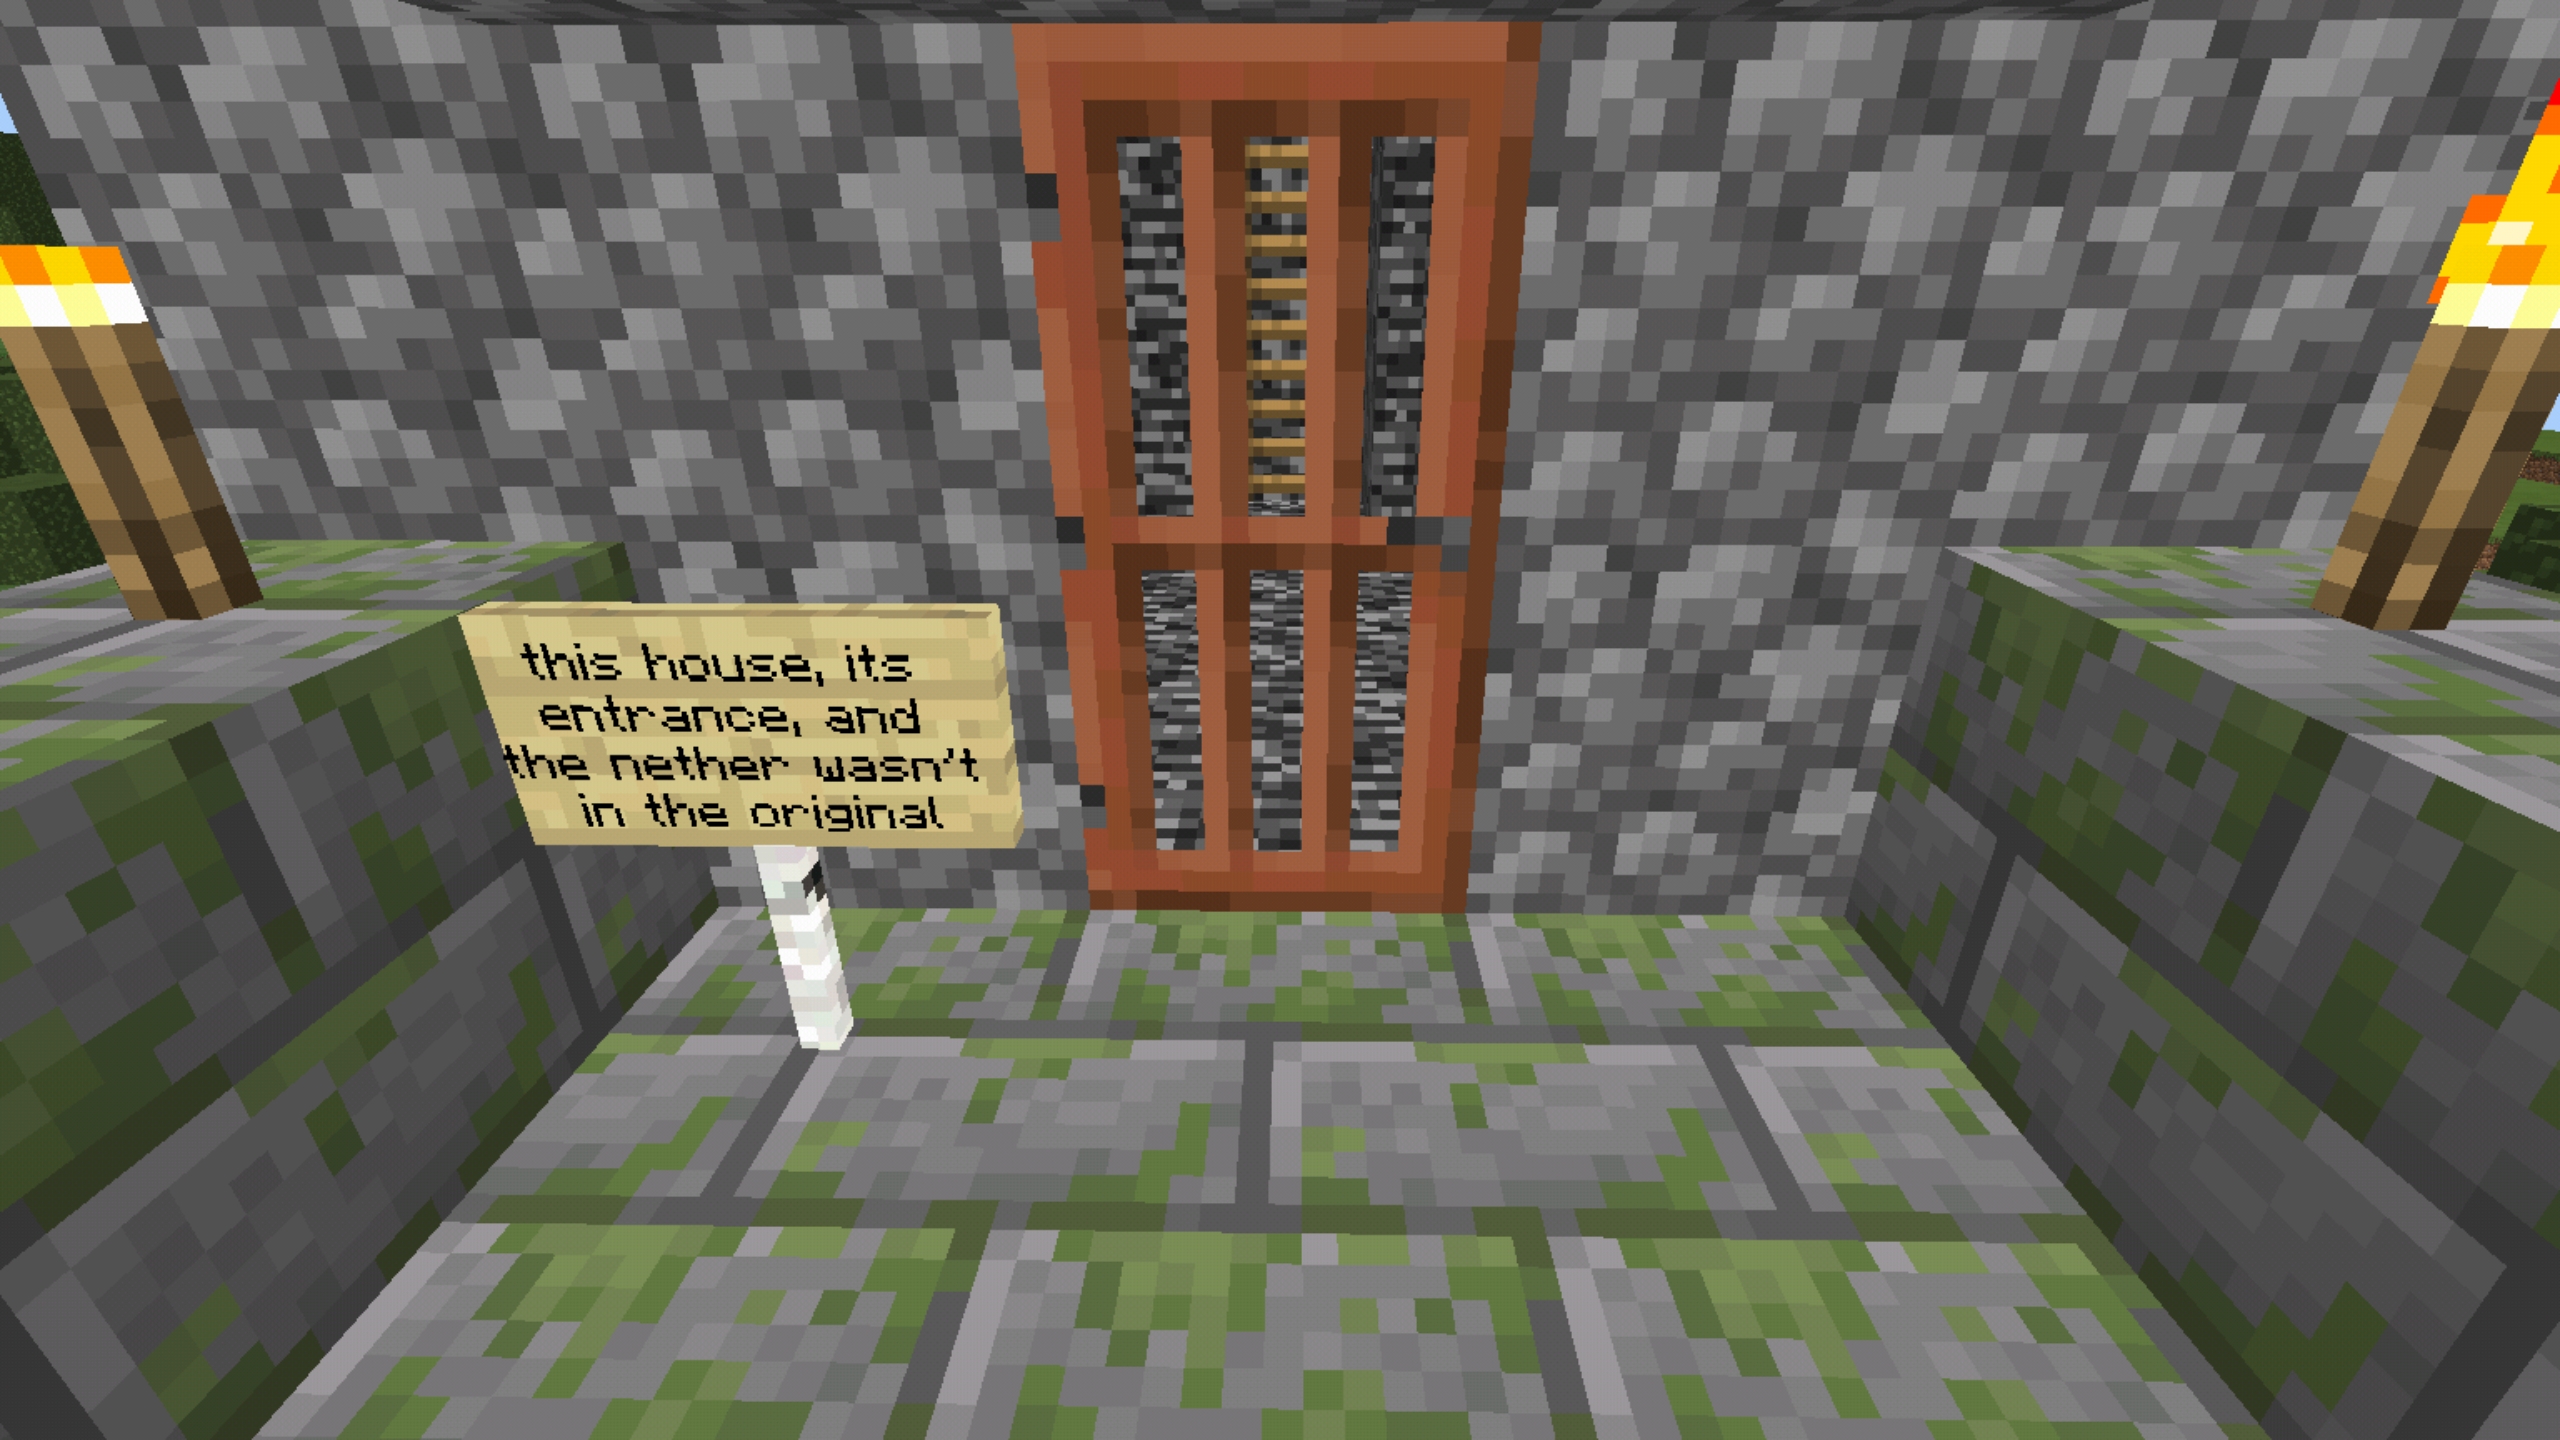 this house, its
entrance, and
the nether wasn't
in the original